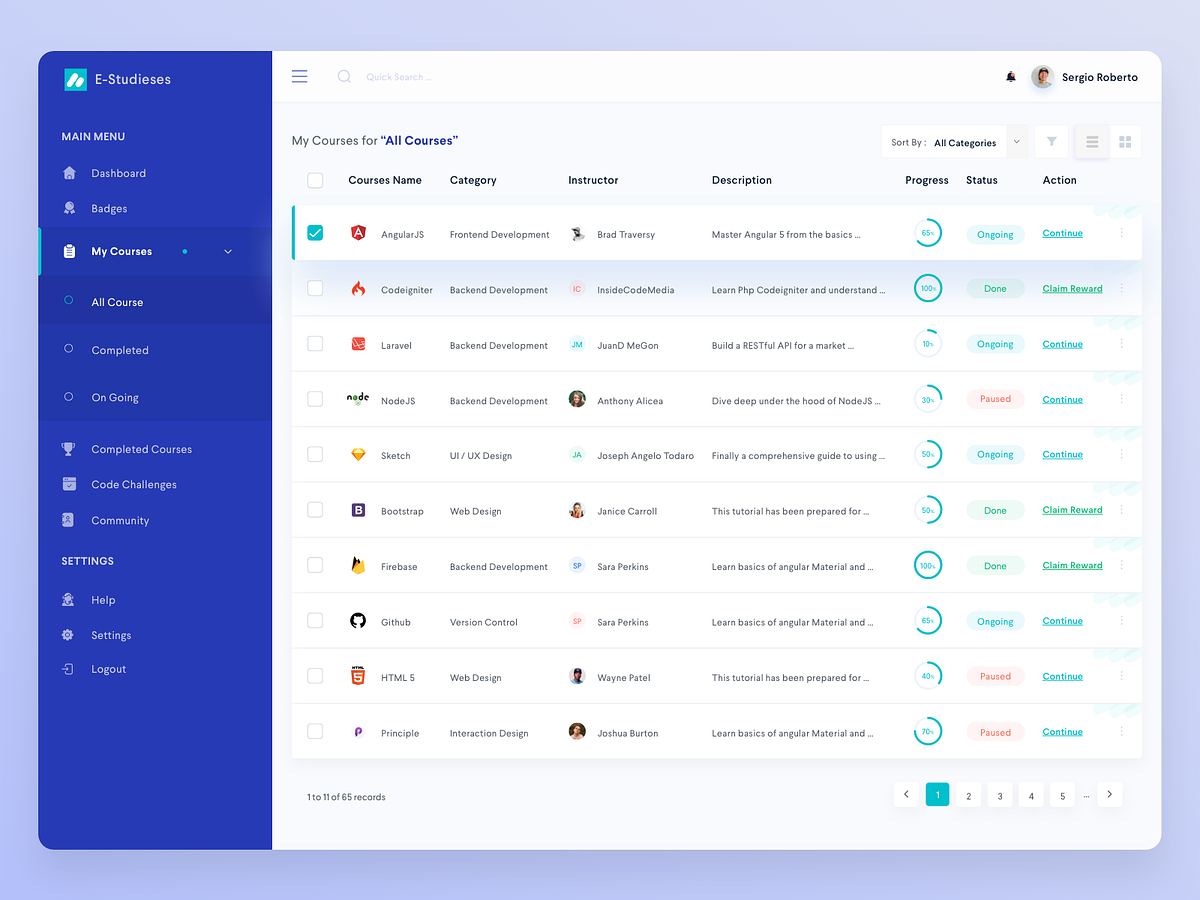 E-Studieses
Quick Search ...
Sergio Roberto
MAIN MENU
Dashboard
Badges
My Courses
All Course
Completed
On Going
Completed Courses
Code Challenges
Community
SETTINGS
Help
Settings
Logout
My Courses for “All Courses”
Sort By : All Categories
Courses Name Category Instructor Description Progress Status Action
AngularJS Frontend Development Brad Traversy Master Angular 5 from the basics ... 65% Ongoing Continue
Codeigniter Backend Development IC InsideCodeMedia Learn Php Codeigniter and understand ... 100% Done Claim Reward
Laravel Backend Development JM JuanD MeGon Build a RESTful API for a market ... 10% Ongoing Continue
node NodeJS Backend Development Anthony Alicea Dive deep under the hood of NodeJS ... 30% Paused Continue
Sketch UI / UX Design JA Joseph Angelo Todaro Finally a comprehensive guide to using ... 50% Ongoing Continue
B Bootstrap Web Design Janice Carroll This tutorial has been prepared for ... 50% Done Claim Reward
Firebase Backend Development SP Sara Perkins Learn basics of angular Material and ... 100% Done Claim Reward
Github Version Control SP Sara Perkins Learn basics of angular Material and ... 65% Ongoing Continue
HTML 5 HTML 5 Web Design Wayne Patel This tutorial has been prepared for ... 40% Paused Continue
Principle Interaction Design Joshua Burton Learn basics of angular Material and ... 70% Paused Continue
1 to 11 of 65 records
1 2 3 4 5 ...